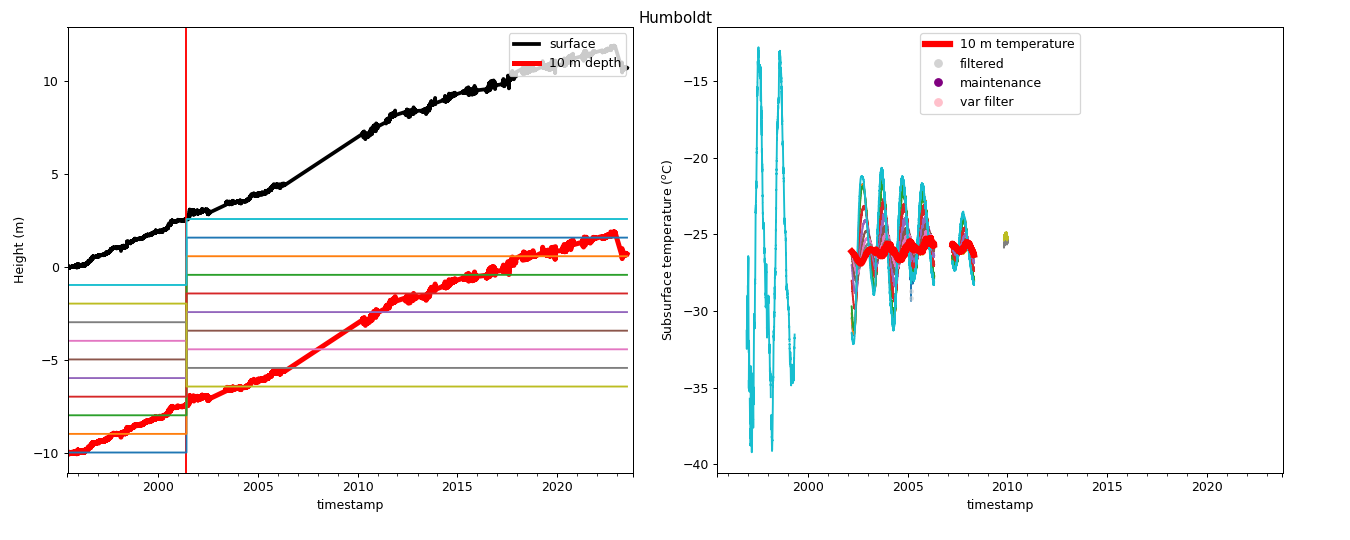 Humboldt
Height (m)
10
5
0
−5
−10
surface
10 m depth
2000
2005
2010
2015
2020
timestamp
Subsurface temperature (°C)
−15
−20
−25
−30
−35
−40
10 m temperature
filtered
maintenance
var filter
2000
2005
2010
2015
2020
timestamp